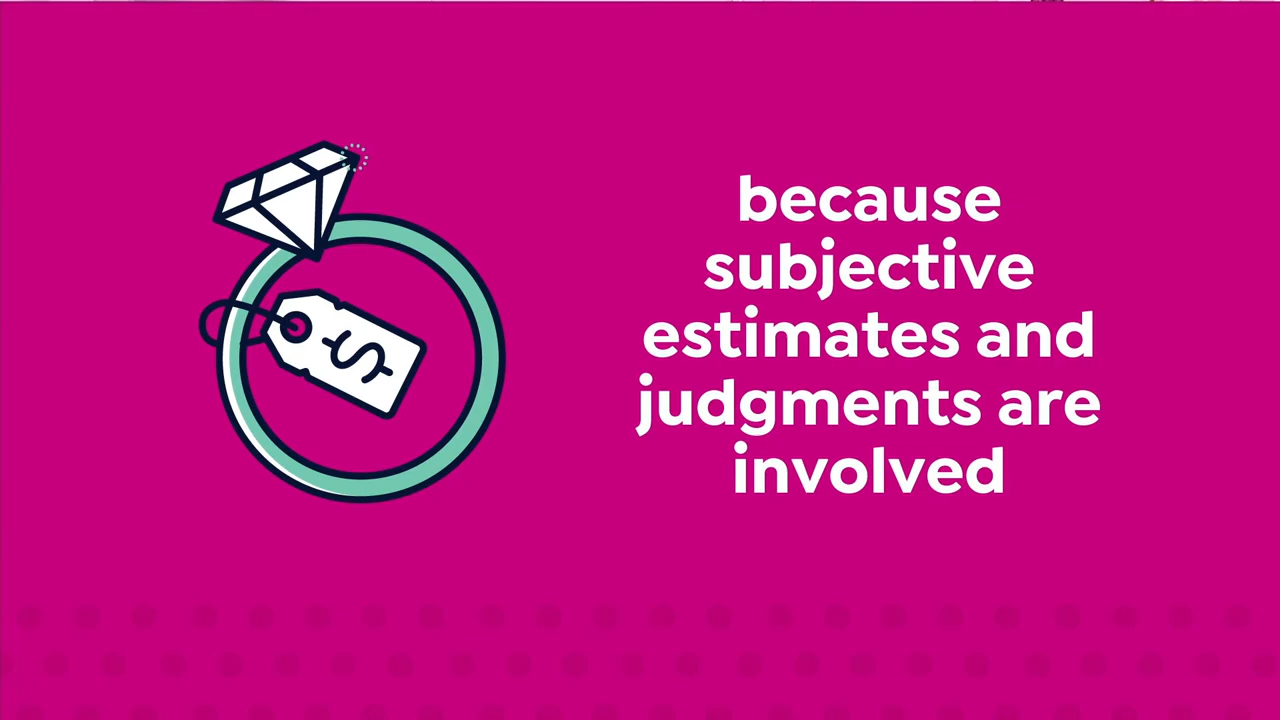 because
subjective
estimates and
judgments are
involved
$